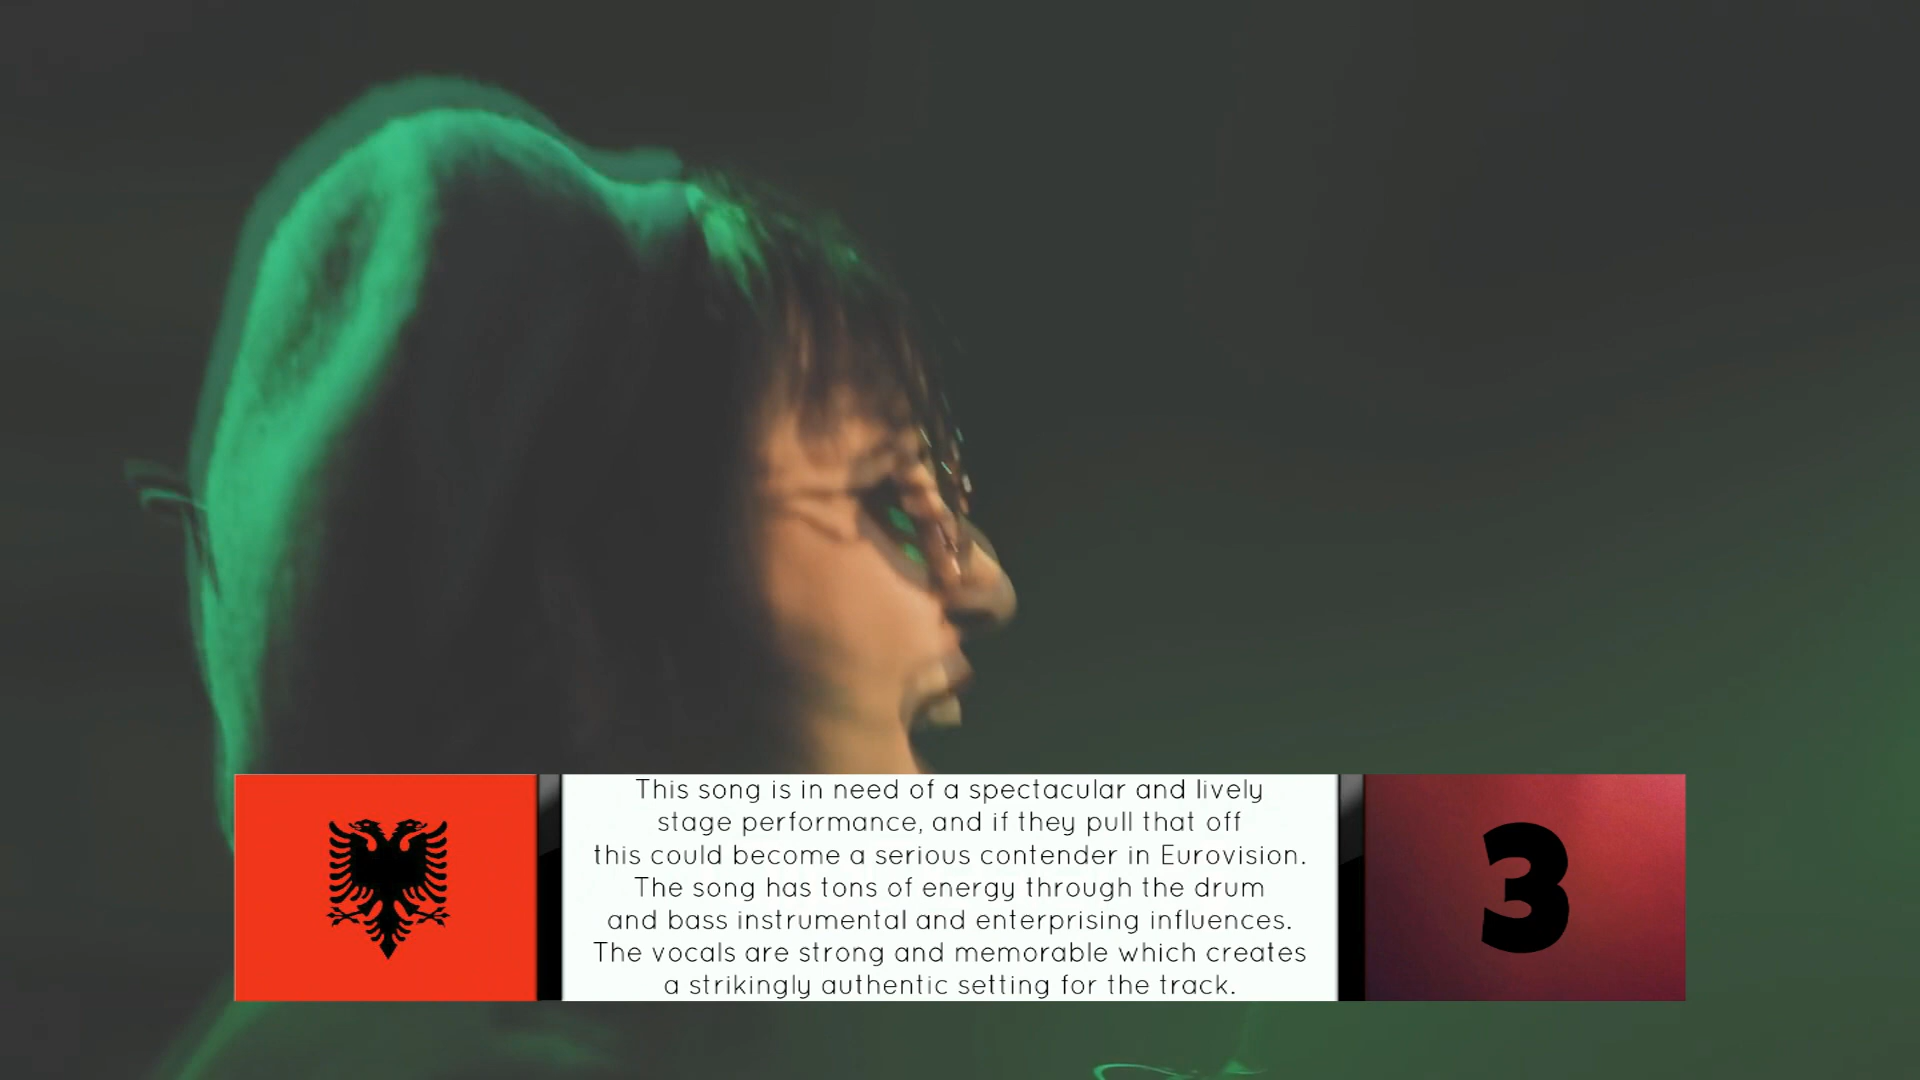 This song is in need of a spectacular and lively
stage performance, and if they pull that off
this could become a serious contender in Eurovision.
The song has tons of energy through the drum
and bass instrumental and enterprising influences.
The vocals are strong and memorable which creates
a strikingly authentic setting for the track.
3